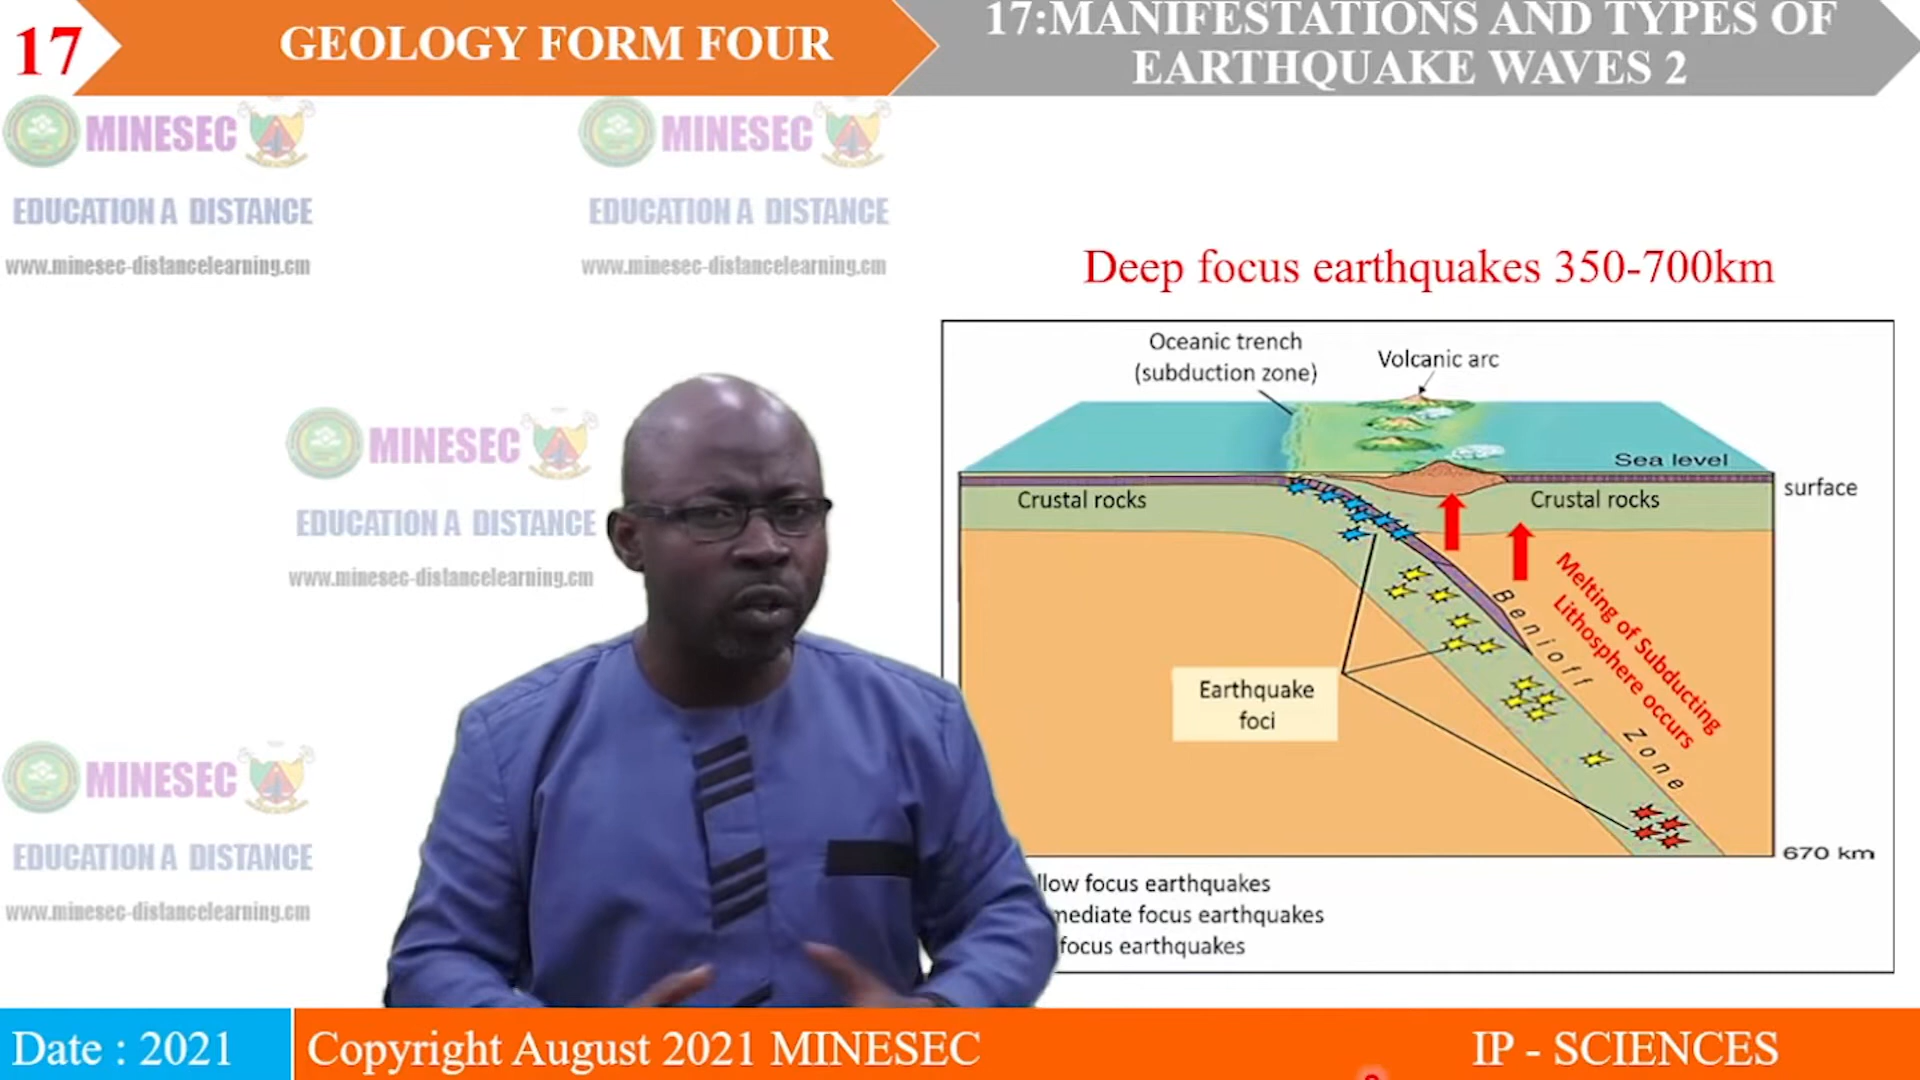 17
GEOLOGY FORM FOUR
17:MANIFESTATIONS AND TYPES OF
EARTHQUAKE WAVES 2
MINESEC
EDUCATION A DISTANCE
www.minesec-distancelearning.cm
MINESEC
EDUCATION A DISTANCE
www.minesec-distancelearning.cm
Deep focus earthquakes 350-700km
Oceanic trench
(subduction zone)
Volcanic arc
Sea level
surface
Crustal rocks
Crustal rocks
MINESEC
EDUCATION A DISTANCE
www.minesec-distancelearning.cm
Benioff Zone
Melting of Subducting
Lithosphere occurs
Earthquake
foci
MINESEC
EDUCATION A DISTANCE
www.minesec-distancelearning.cm
670 km
llow focus earthquakes
mediate focus earthquakes
focus earthquakes
Date : 2021
Copyright August 2021 MINESEC
IP - SCIENCES